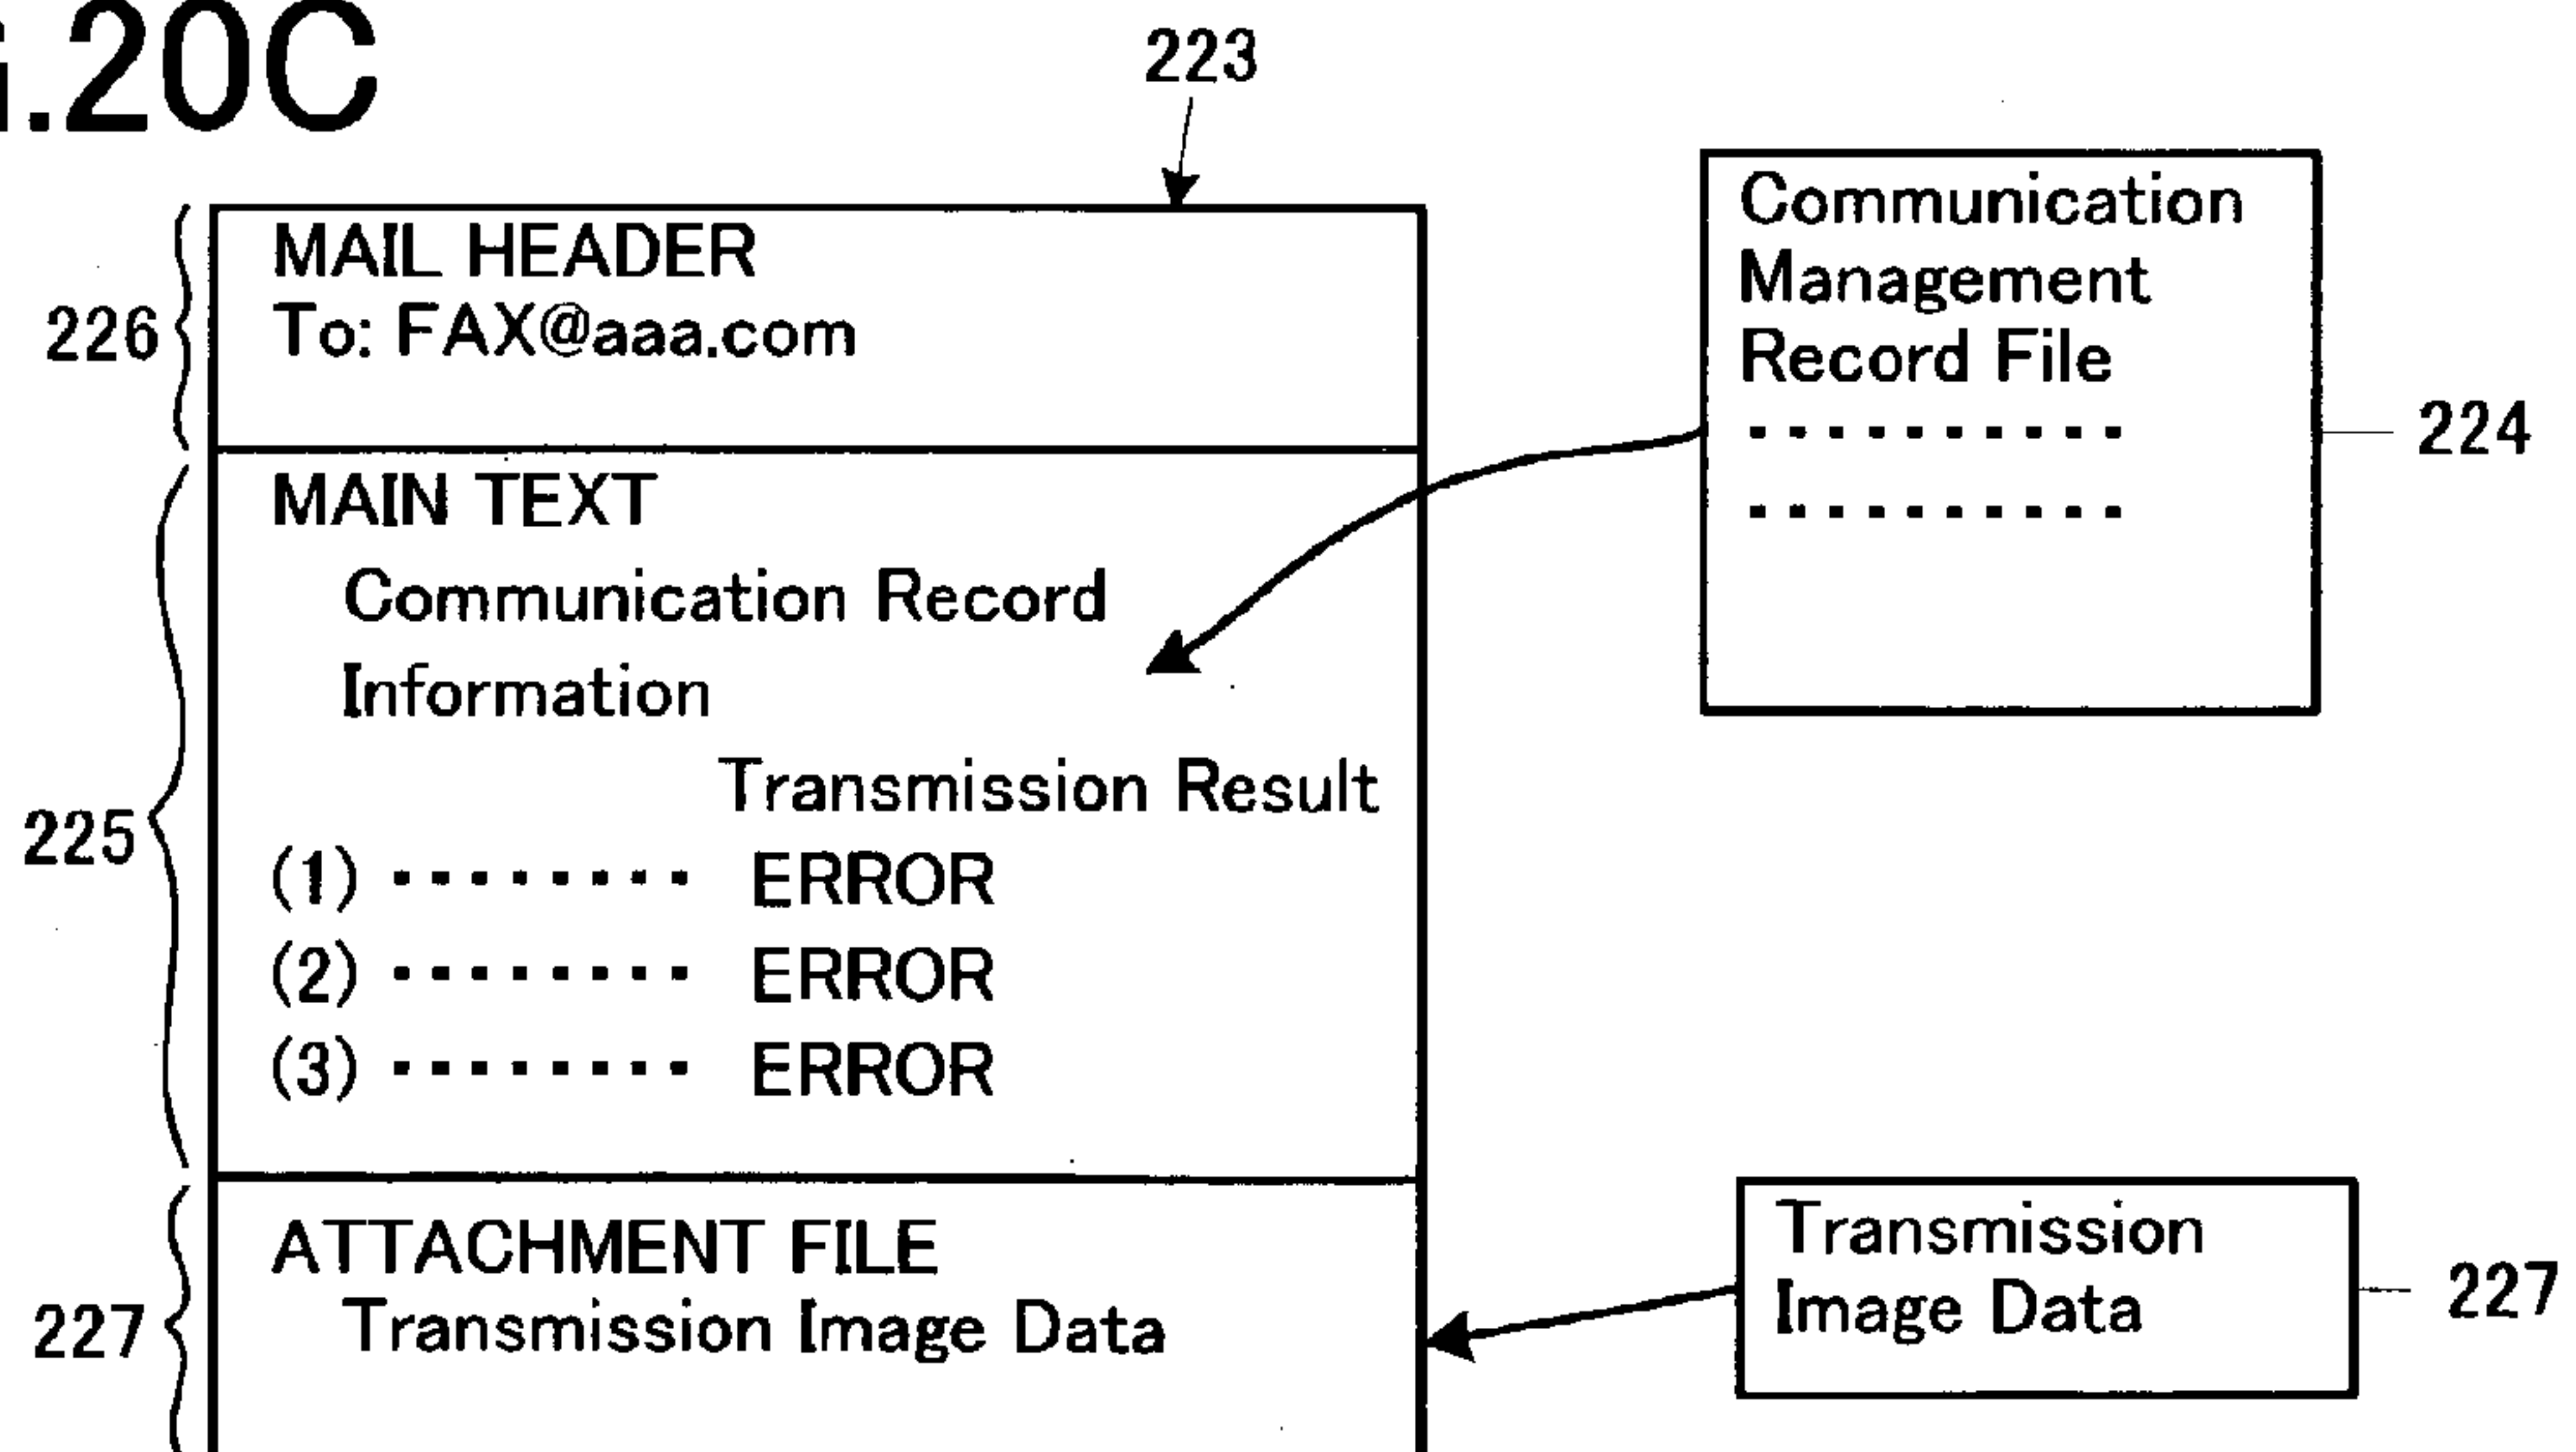 .20C
223
226
MAIL HEADER
To: FAX@aaa.com
Communication
Management
Record File
..........
..........
224
225
MAIN TEXT
Communication Record
Information
Transmission Result
(1) ........ ERROR
(2) ........ ERROR
(3) ........ ERROR
227
ATTACHMENT FILE
Transmission Image Data
Transmission
Image Data
227